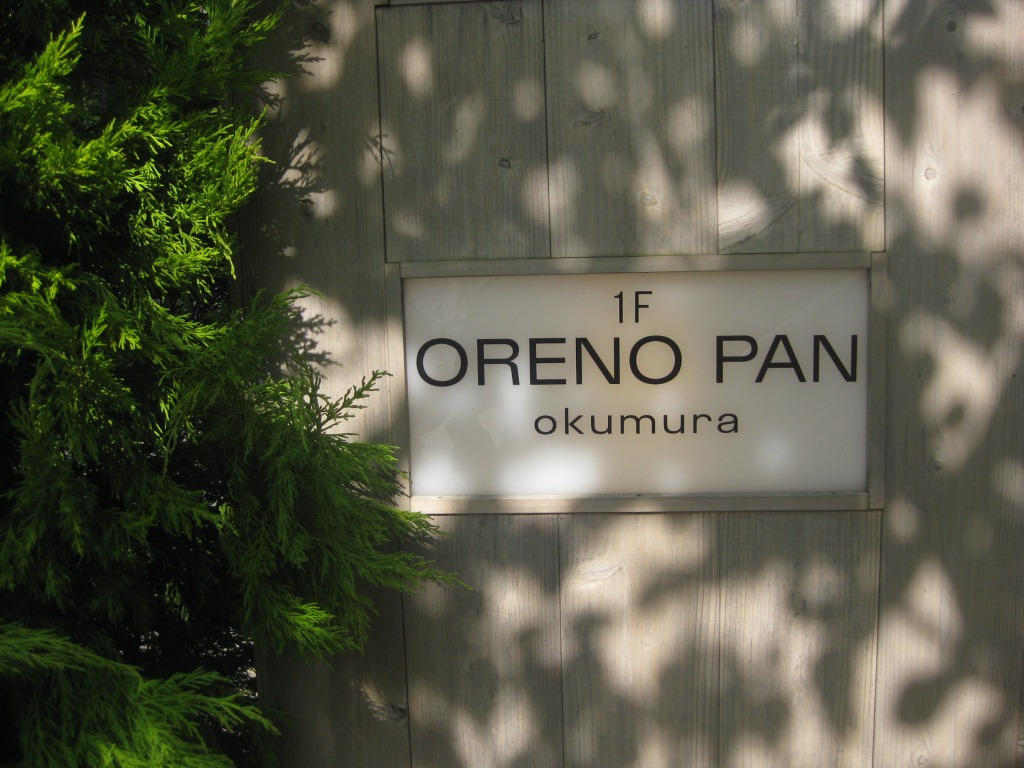 1F
ORENO PAN
okumura